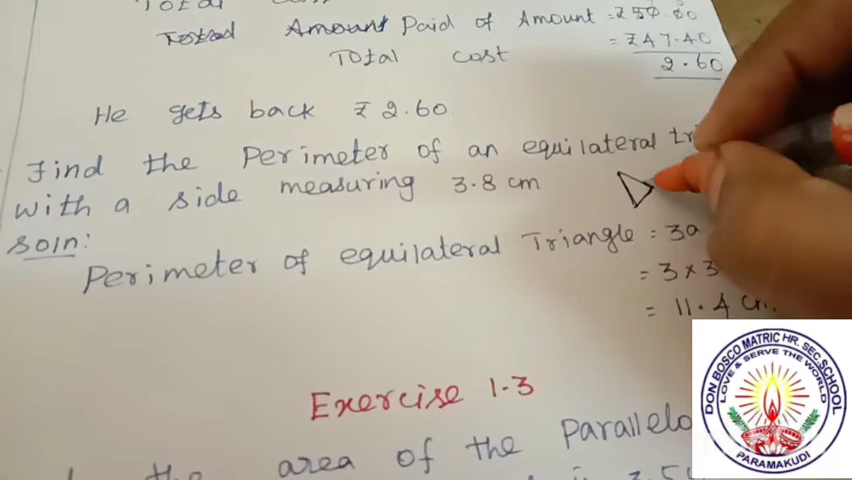 Total
Amount Paid of Amount = ₹50.00
Total cost = ₹47.40
2.60
He gets back ₹2.60
Find the Perimeter of an equilateral
with a side measuring 3.8 cm
soln:
Perimeter of equilateral Triangle = 3a
= 3 × 3
= 11.4 cm
Exercise 1.3
the area of the Parallelo
DON BOSCO MATRIC HR. SEC. SCHOOL
LOVE & SERVE THE WORLD
PARAMAKUDI